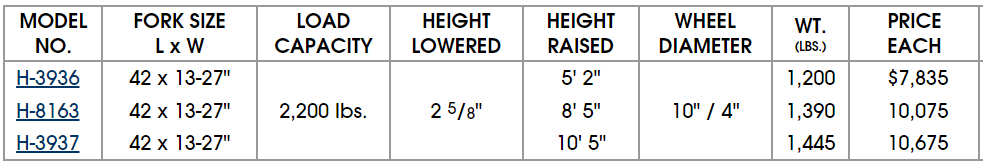 MODEL NO. FORK SIZE L x W LOAD CAPACITY HEIGHT LOWERED HEIGHT RAISED WHEEL DIAMETER WT. (LBS.) PRICE EACH
H-3936 42 x 13-27" 5' 2" 1,200 $7,835
H-8163 42 x 13-27" 2,200 lbs. 2 5/8" 8' 5" 10" / 4" 1,390 10,075
H-3937 42 x 13-27" 10' 5" 1,445 10,675